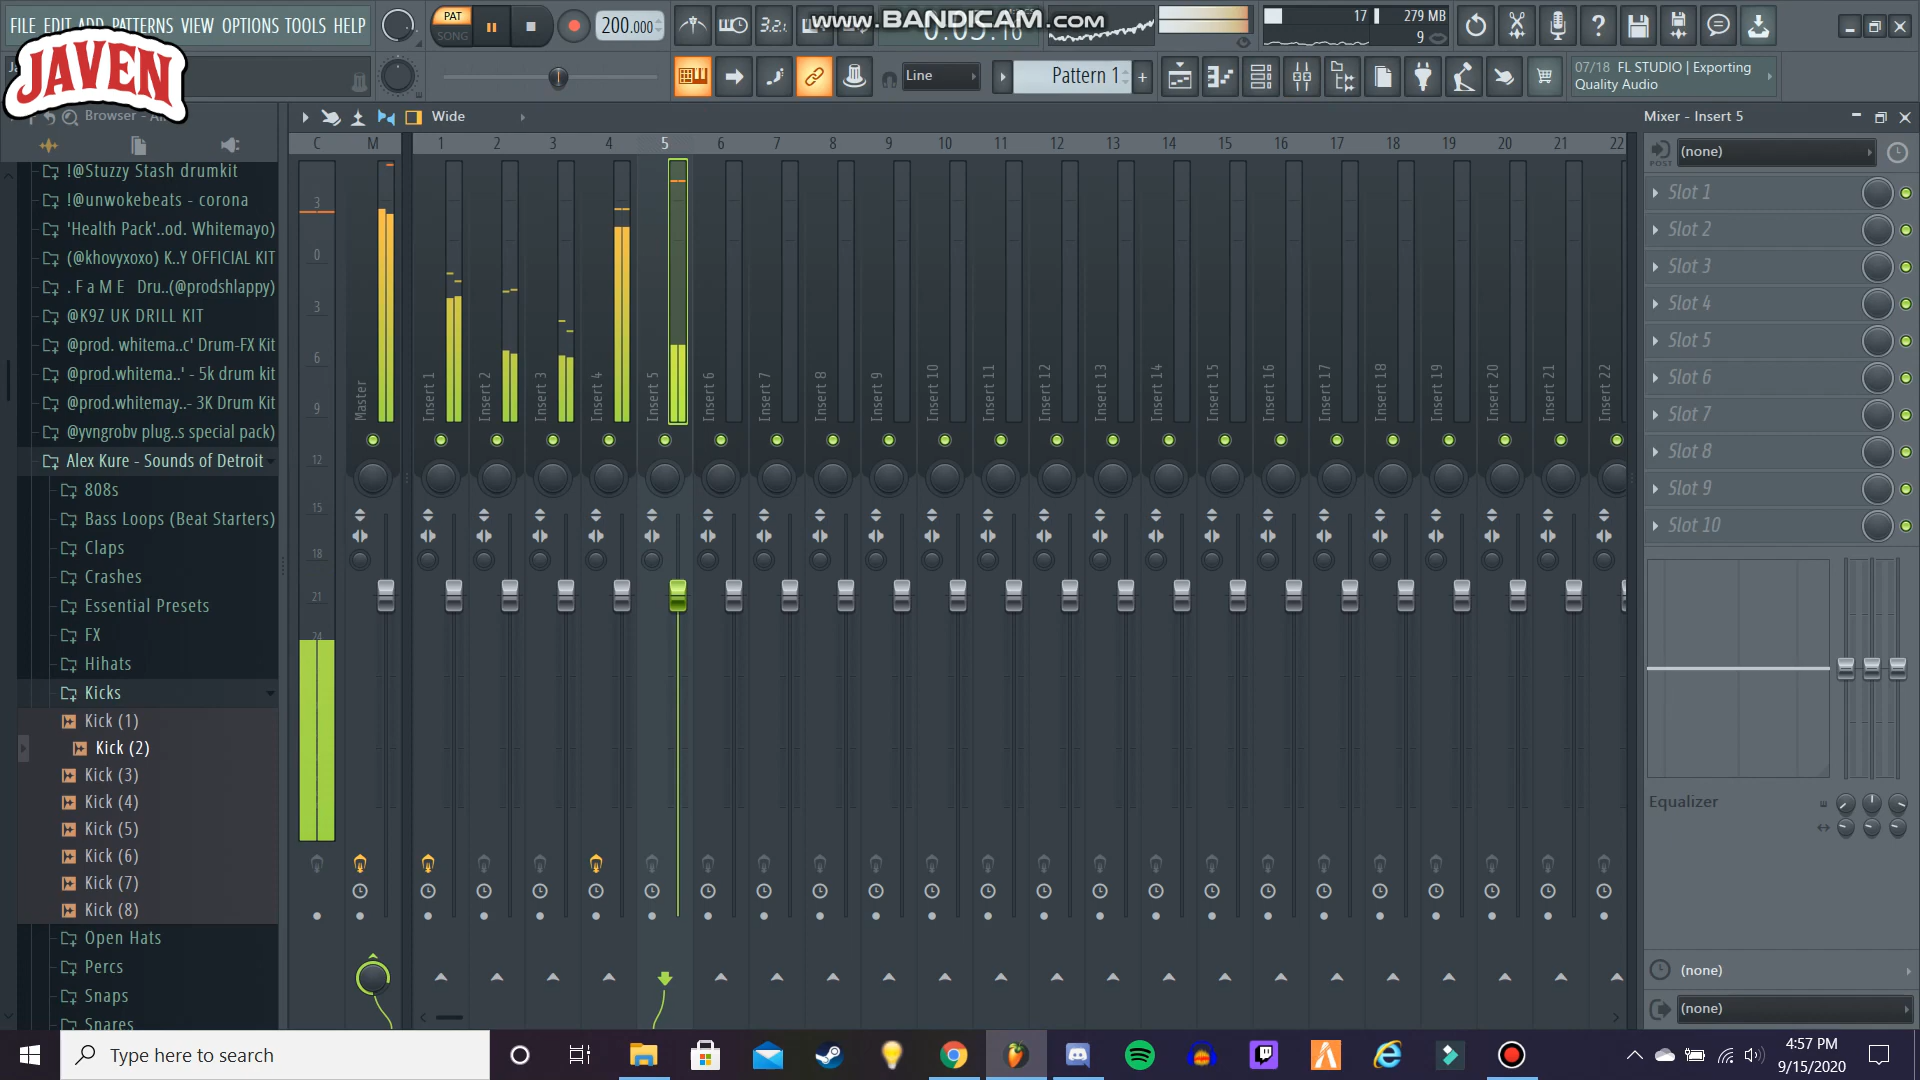 FILE EDIT ADD PATTERNS VIEW OPTIONS TOOLS HELP
PAT
SONG
200.000
3.2.
www.BANDICAM.com
17
279 MB
9
JAVEN
Line
Pattern 1
07/18 FL STUDIO | Exporting
Quality Audio
Browser - All
Wide
Mixer - Insert 5
!@Stuzzy Stash drumkit
!@unwokebeats - corona
'Health Pack'..od. Whitemayo)
(@khovyxoxo) K..Y OFFICIAL KIT
. F a M E Dru..(@prodshlappy)
@K9Z UK DRILL KIT
@prod. whitema..c' Drum-FX Kit
@prod.whitema..' - 5k drum kit
@prod.whitemay..- 3K Drum Kit
@yvngrobv plug..s special pack)
Alex Kure - Sounds of Detroit
808s
Bass Loops (Beat Starters)
Claps
Crashes
Essential Presets
FX
Hihats
Kicks
Kick (1)
Kick (2)
Kick (3)
Kick (4)
Kick (5)
Kick (6)
Kick (7)
Kick (8)
Open Hats
Percs
Snaps
Snares
C M 1 2 3 4 5 6 7 8 9 10 11 12 13 14 15 16 17 18 19 20 21 22
3
0
3
6
9
12
15
18
21
24
Master
Insert 1
Insert 2
Insert 3
Insert 4
Insert 5
Insert 6
Insert 7
Insert 8
Insert 9
Insert 10
Insert 11
Insert 12
Insert 13
Insert 14
Insert 15
Insert 16
Insert 17
Insert 18
Insert 19
Insert 20
Insert 21
Insert 22
POST
(none)
Slot 1
Slot 2
Slot 3
Slot 4
Slot 5
Slot 6
Slot 7
Slot 8
Slot 9
Slot 10
Equalizer
(none)
(none)
Type here to search
4:57 PM
9/15/2020